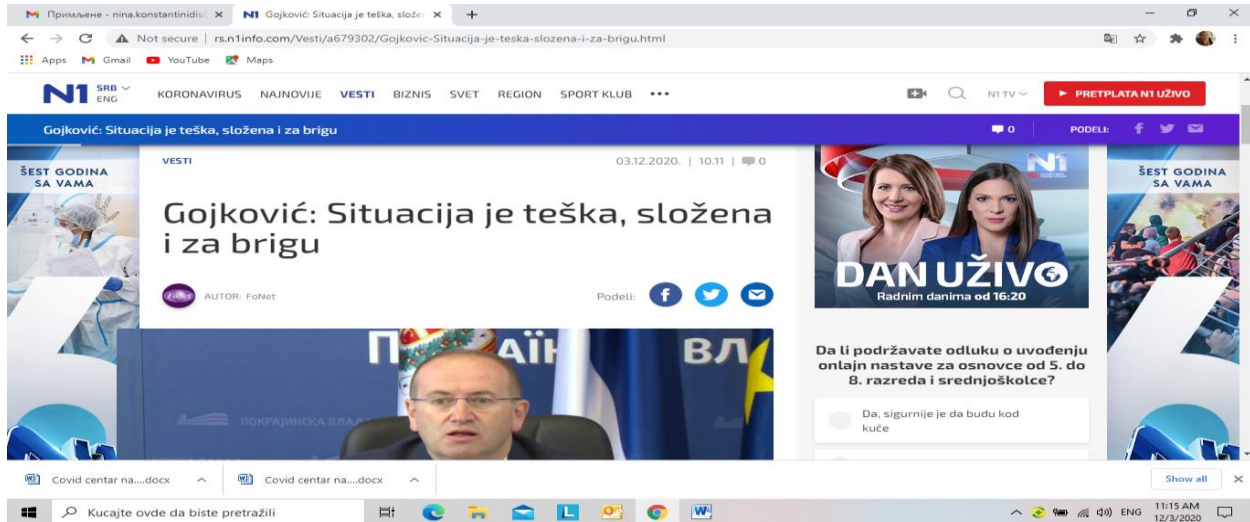 Примљене - nina.konstantinidis
Gojković: Situacija je teška, slože
Not secure | rs.n1info.com/Vesti/a679302/Gojkovic-Situacija-je-teska-slozena-i-za-brigu.html
Apps Gmail YouTube Maps
N1 SRB ENG KORONAVIRUS NAJNOVIJE VESTI BIZNIS SVET REGION SPORT KLUB ••• N1 TV PRETPLATA N1 UŽIVO
Gojković: Situacija je teška, složena i za brigu 0 PODELI:
ŠEST GODINA
SA VAMA
VESTI 03.12.2020. | 10.11 | 0
Gojković: Situacija je teška, složena
i za brigu
FoNet AUTOR: FoNet Podeli:
ПОКРАЈИНСКА ВЛАДА
ВЛ
N1
DAN UŽIVO
Radnim danima od 16:20
Da li podržavate odluku o uvođenju
onlajn nastave za osnovce od 5. do
8. razreda i srednjoškolce?
Da, sigurnije je da budu kod
kuće
ŠEST GODINA
SA VAMA
Covid centar na....docx Covid centar na....docx Show all
Kucajte ovde da biste pretražili ENG 11:15 AM
12/3/2020